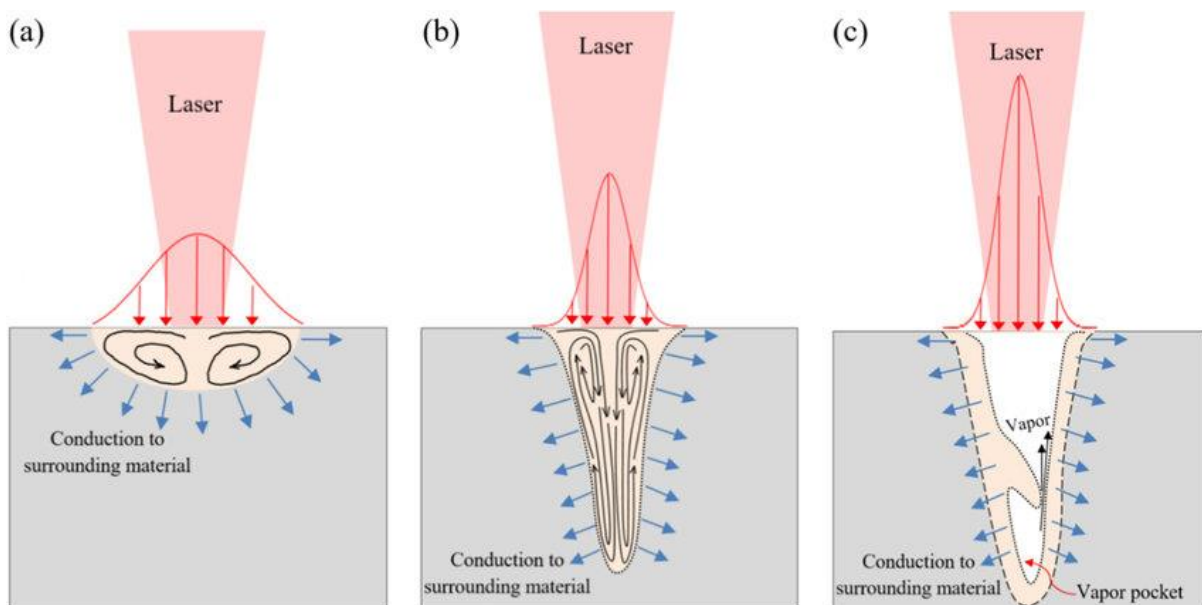 (a)
Laser
Conduction to
surrounding material
(b)
Laser
Conduction to
surrounding material
(c)
Laser
Vapor
Conduction to
surrounding material
Vapor pocket